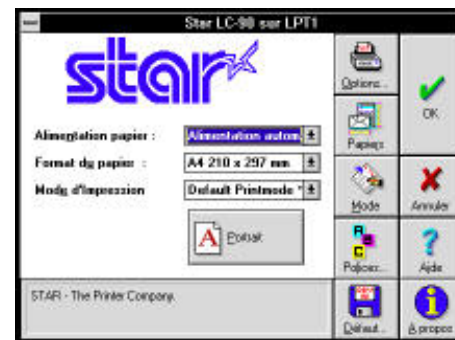 Star LC-90 sur LPT1
star
Alimentation papier :
Alimentation autom
Format du papier :
A4 210 x 297 mm
Mode d'Impression
Default Printmode
Portrait
STAR - The Printer Company.
Options...
Papiers
Mode
Polices...
Défaut...
OK
Annuler
Aide
A propos